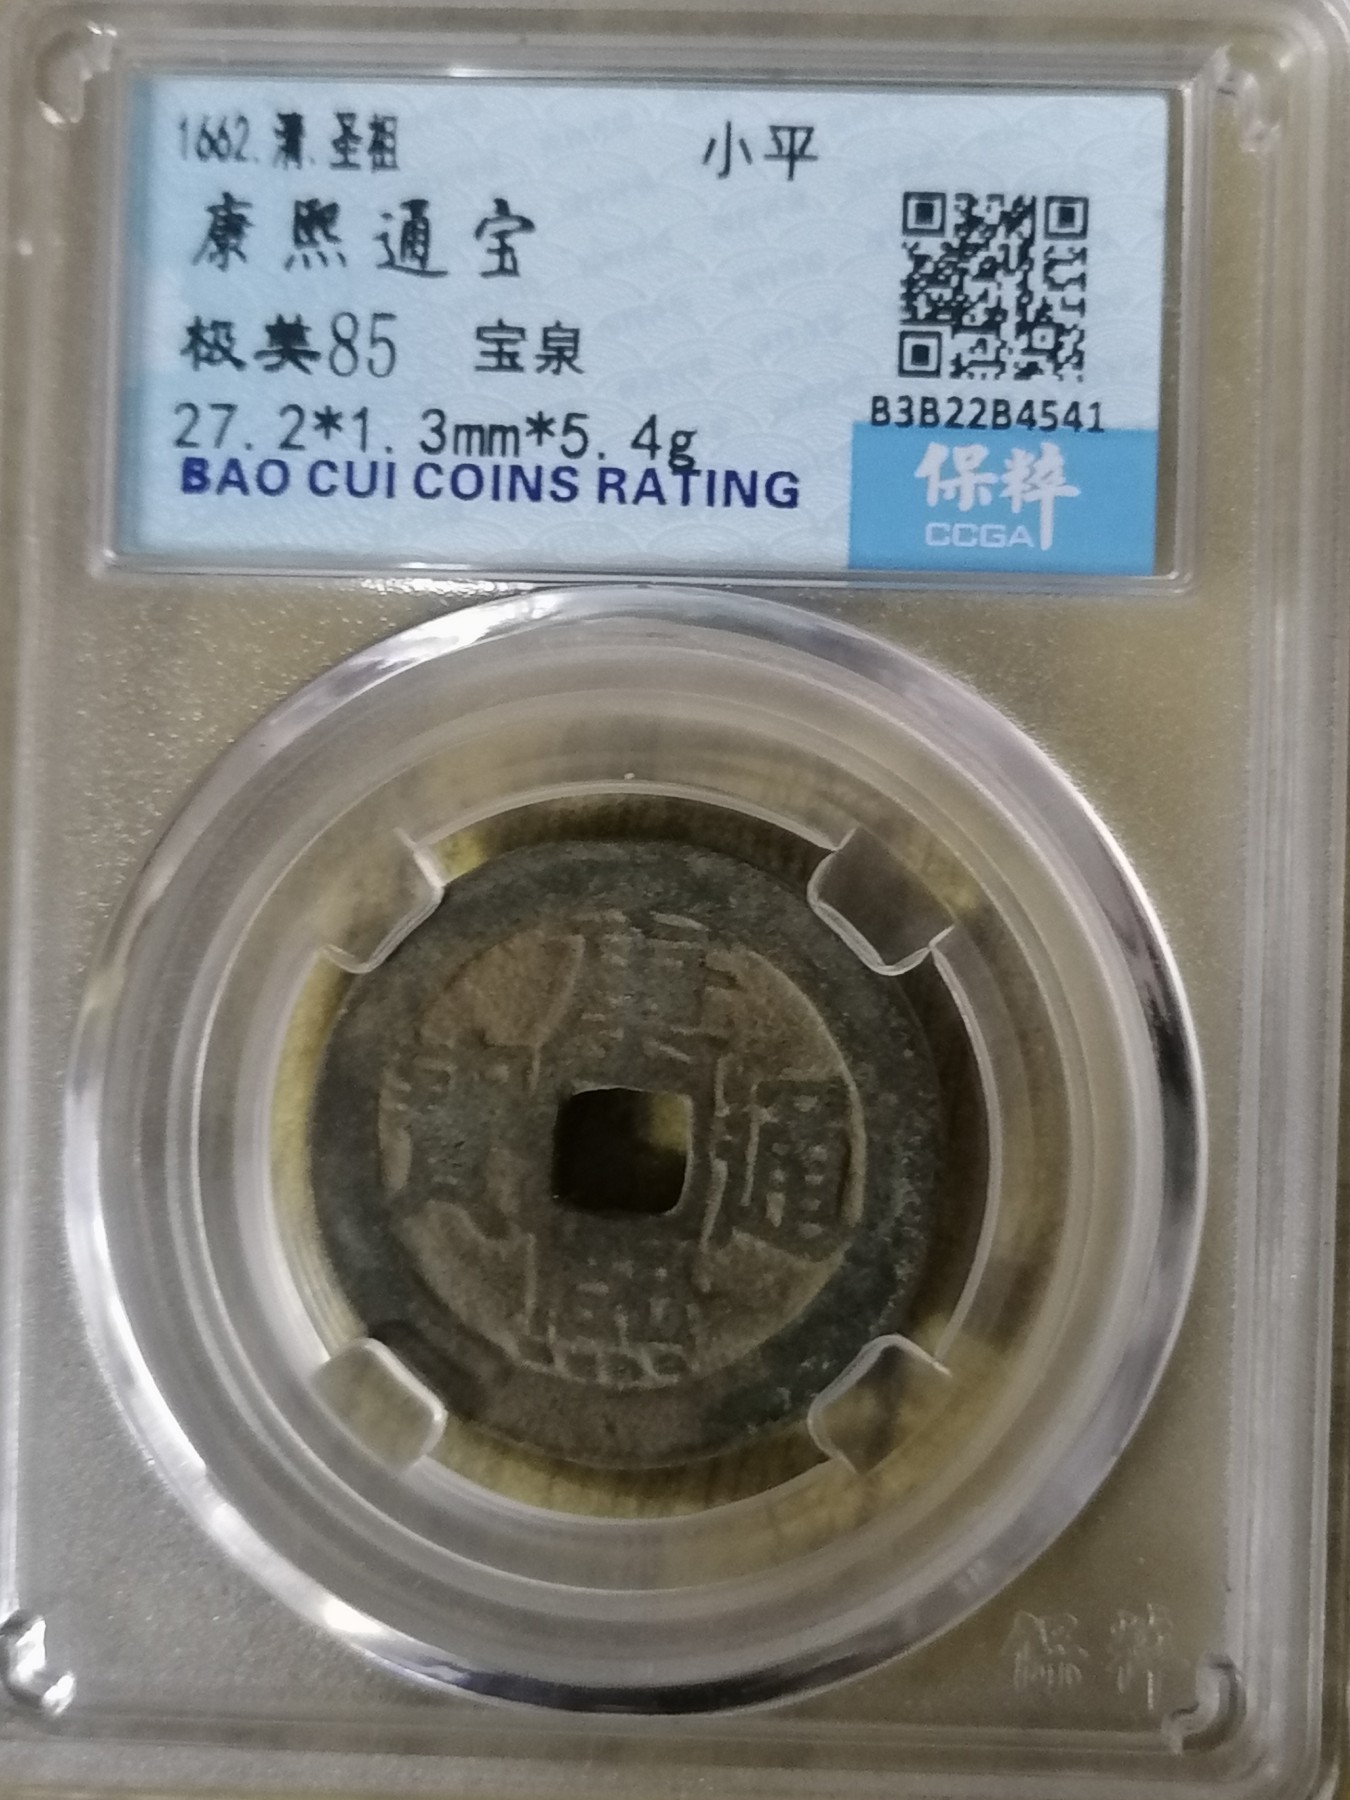 1662.清.圣祖 小平
康熙通宝
极美85 宝泉
27.2*1.3mm*5.4g
B3B22B4541
BAO CUI COINS RATING
保粹
CCGA
康
通
熙
寶
保粹